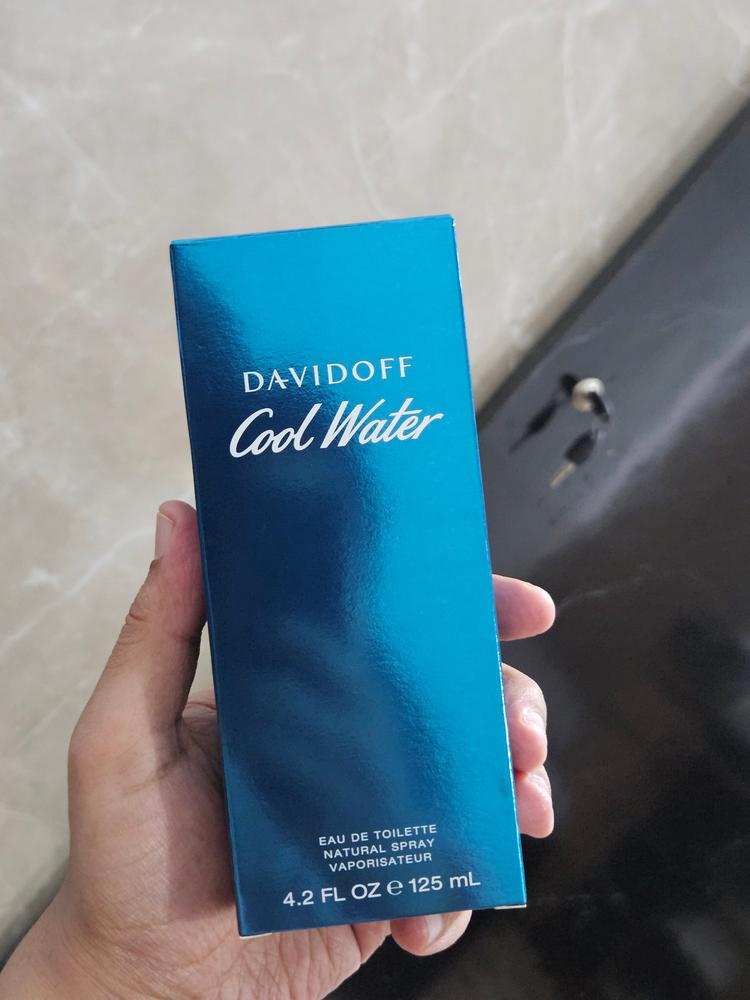 DAVIDOFF
Cool Water
EAU DE TOILETTE
NATURAL SPRAY
VAPORISATEUR
4.2 FL OZ ℮ 125 mL